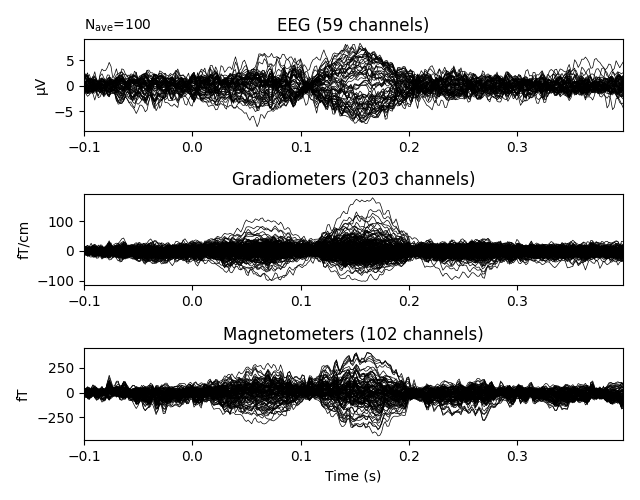 N_ave=100
EEG (59 channels)
5
0
−5
µV
−0.1 0.0 0.1 0.2 0.3
Gradiometers (203 channels)
100
0
−100
fT/cm
−0.1 0.0 0.1 0.2 0.3
Magnetometers (102 channels)
250
0
−250
fT
−0.1 0.0 0.1 0.2 0.3
Time (s)